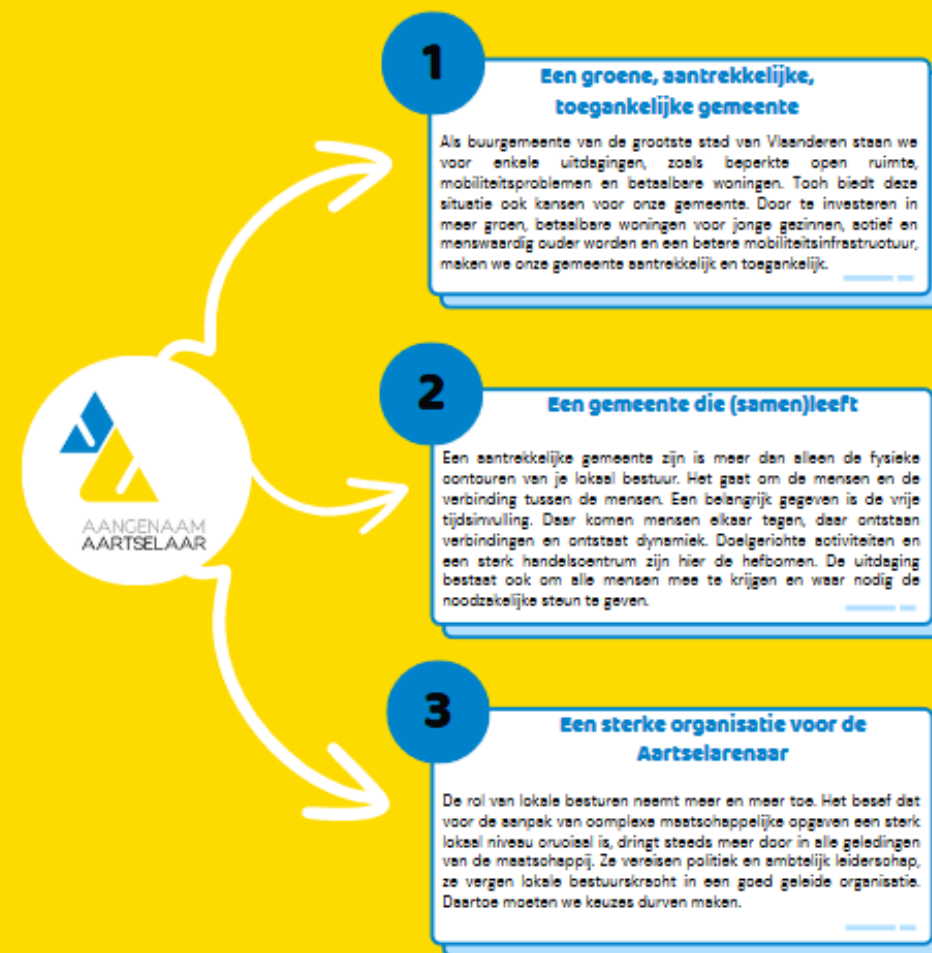 1
Een groene, aantrekkelijke,
toegankelijke gemeente
Als buurgemeente van de grootste stad van Vlaanderen staan we
voor enkele uitdagingen, zoals beperkte open ruimte,
mobiliteitsproblemen en betaalbare woningen. Toch biedt deze
situatie ook kansen voor onze gemeente. Door te investeren in
meer groen, betaalbare woningen voor jonge gezinnen, actief en
menswaardig ouder worden en een betere mobiliteitsinfrastructuur,
maken we onze gemeente aantrekkelijk en toegankelijk.
AANGENAAM
AARTSELAAR
2
Een gemeente die (samen)leeft
Een aantrekkelijke gemeente zijn is meer dan alleen de fysieke
contouren van je lokaal bestuur. Het gaat om de mensen en de
verbinding tussen de mensen. Een belangrijk gegeven is de vrije
tijdsinvulling. Daar komen mensen elkaar tegen, daar ontstaan
verbindingen en ontstaat dynamiek. Doelgerichte activiteiten en
een sterk handelscentrum zijn hier de hefbomen. De uitdaging
bestaat ook om alle mensen mee te krijgen en waar nodig de
noodzakelijke steun te geven.
3
Een sterke organisatie voor de
Aartselarenaar
De rol van lokale besturen neemt meer en meer toe. Het besef dat
voor de aanpak van complexe maatschappelijke opgaven een sterk
lokaal niveau cruciaal is, dringt steeds meer door in alle geledingen
van de maatschappij. Ze vereisen politiek en ambtelijk leiderschap,
ze vergen lokale bestuurskracht in een goed geleide organisatie.
Daartoe moeten we keuzes durven maken.